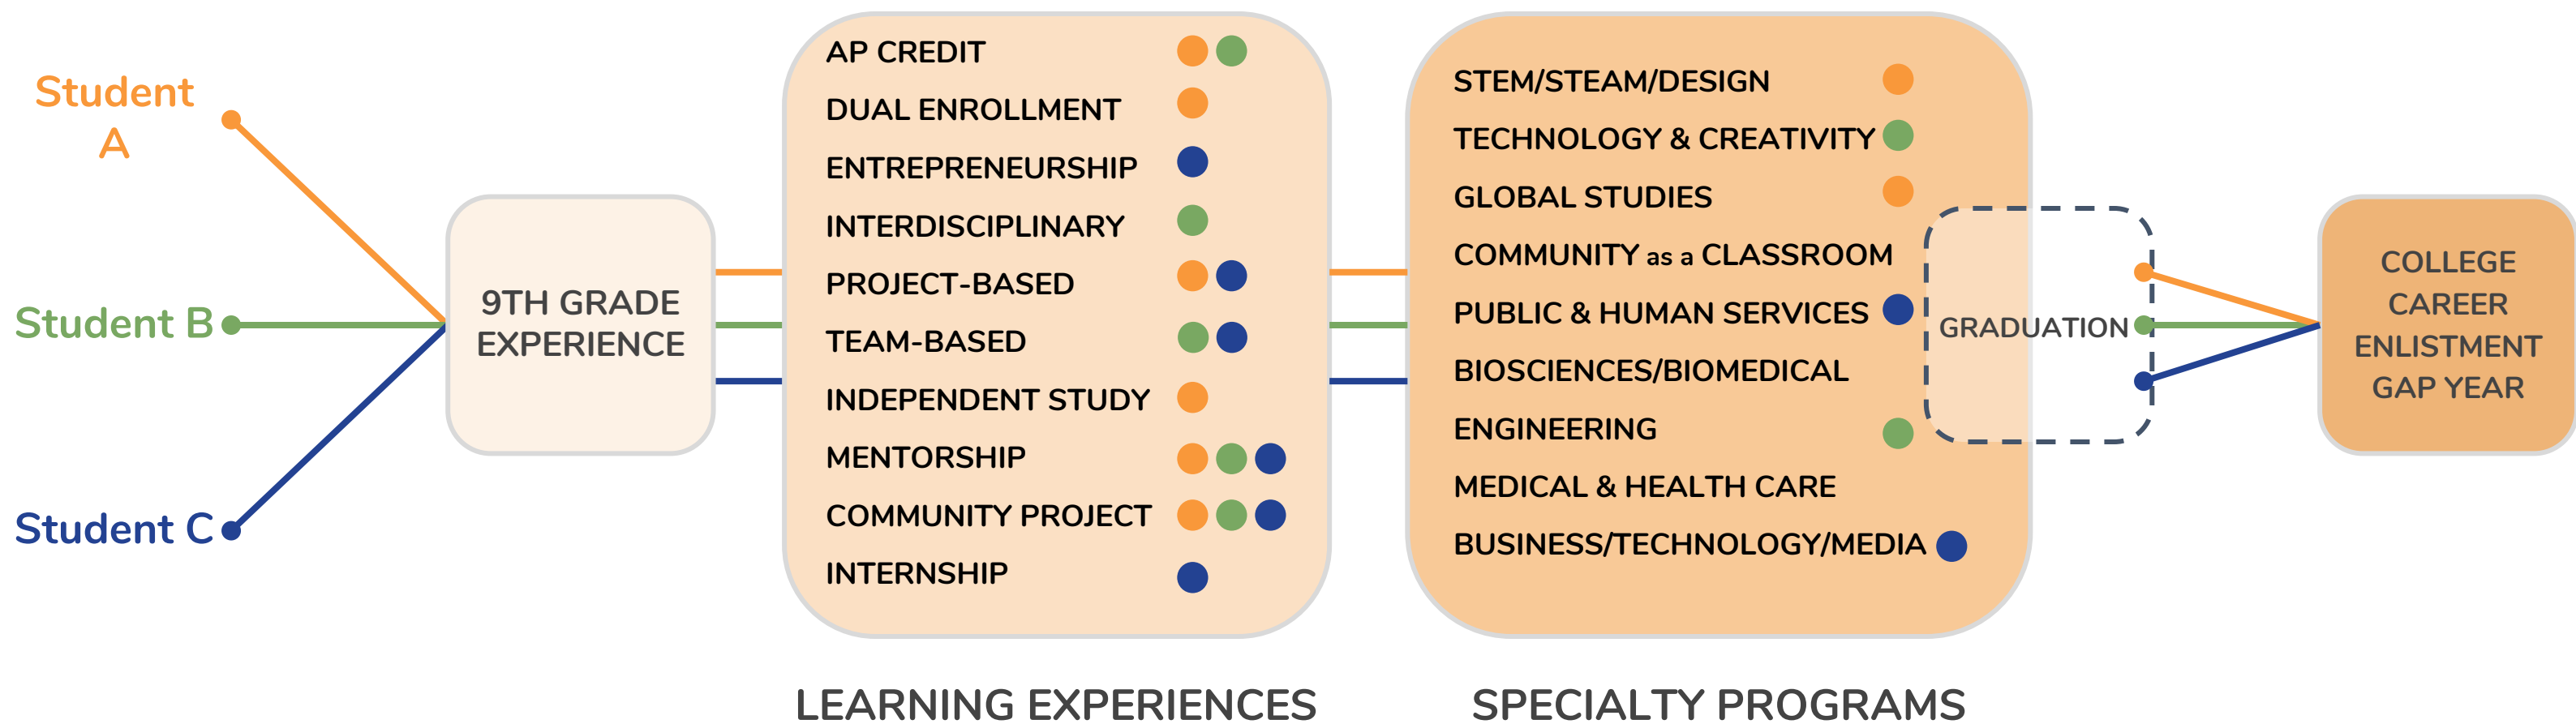 Student
A
Student B
Student C
9TH GRADE
EXPERIENCE
AP CREDIT
DUAL ENROLLMENT
ENTREPRENEURSHIP
INTERDISCIPLINARY
PROJECT-BASED
TEAM-BASED
INDEPENDENT STUDY
MENTORSHIP
COMMUNITY PROJECT
INTERNSHIP
LEARNING EXPERIENCES
STEM/STEAM/DESIGN
TECHNOLOGY & CREATIVITY
GLOBAL STUDIES
COMMUNITY as a CLASSROOM
PUBLIC & HUMAN SERVICES
BIOSCIENCES/BIOMEDICAL
ENGINEERING
MEDICAL & HEALTH CARE
BUSINESS/TECHNOLOGY/MEDIA
SPECIALTY PROGRAMS
GRADUATION
COLLEGE
CAREER
ENLISTMENT
GAP YEAR